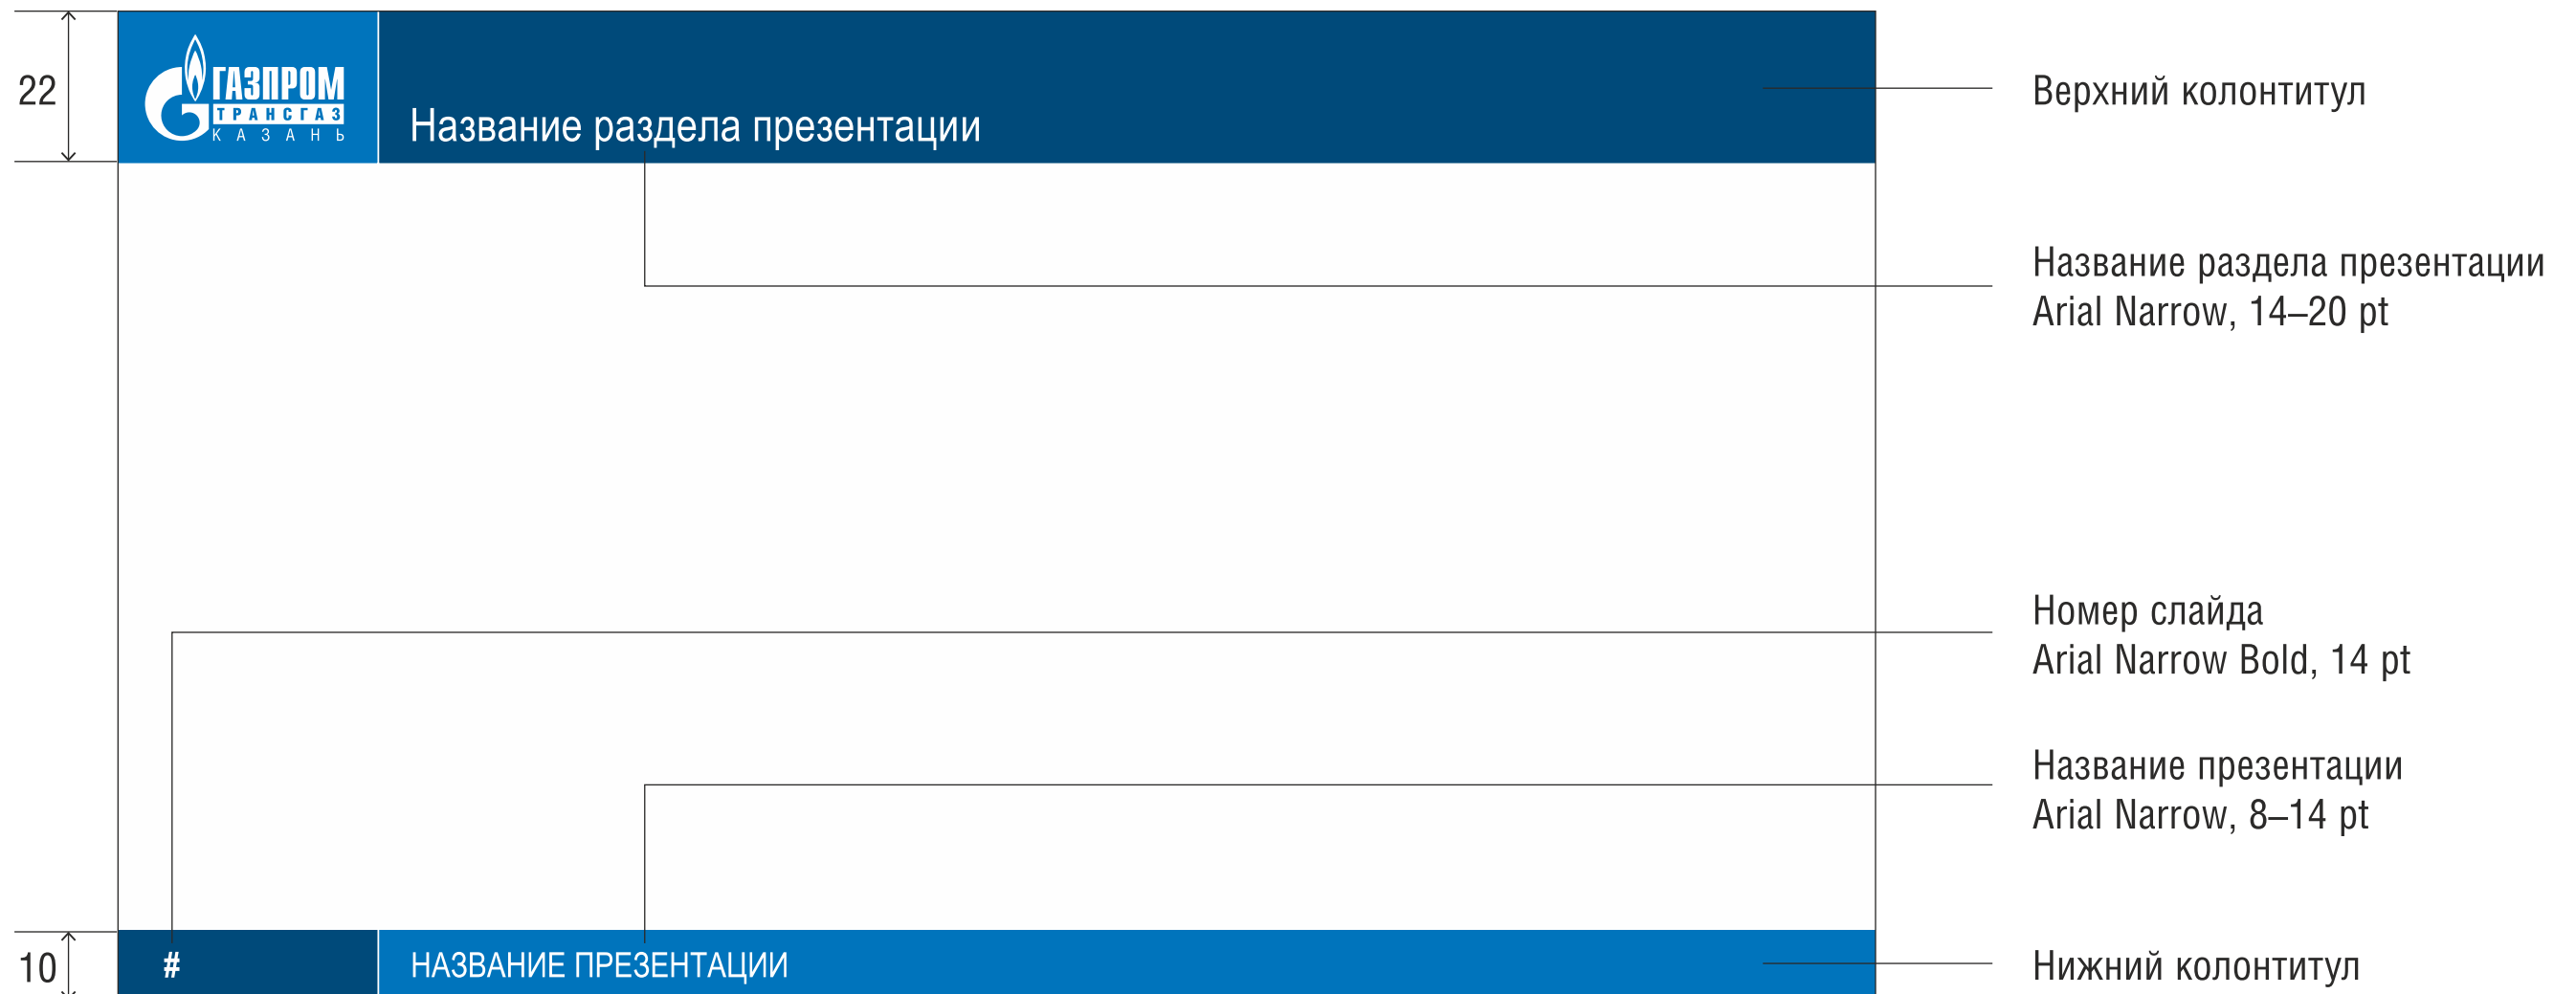 22
ГАЗПРОМ
ТРАНСГАЗ
КАЗАНЬ
Название раздела презентации
Верхний колонтитул
Название раздела презентации
Arial Narrow, 14–20 pt
Номер слайда
Arial Narrow Bold, 14 pt
Название презентации
Arial Narrow, 8–14 pt
10
#
НАЗВАНИЕ ПРЕЗЕНТАЦИИ
Нижний колонтитул